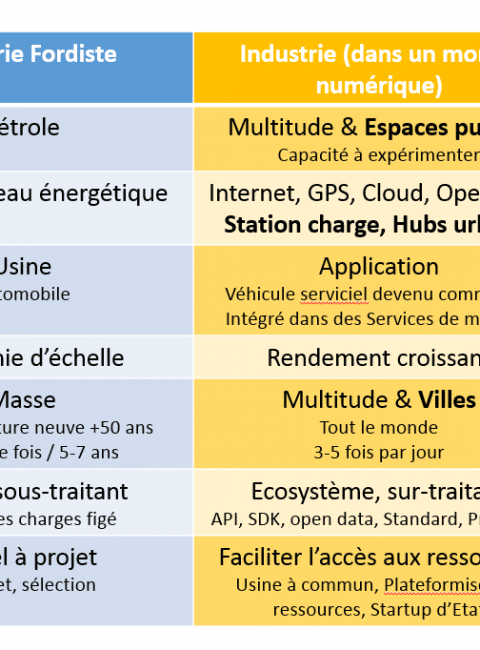 rie Fordiste
Industrie (dans un mo
numérique)
étrole
Multitude & Espaces pu
Capacité à expérimenter
eau énergétique
Internet, GPS, Cloud, Ope
Station charge, Hubs url
Usine
tomobile
Application
Véhicule serviciel devenu comm
Intégré dans des Services de m
nie d'échelle
Rendement croissan
Masse
ture neuve +50 ans
e fois / 5-7 ans
Multitude & Villes
Tout le monde
3-5 fois par jour
sous-traitant
es charges figé
Ecosystème, sur-traita
API, SDK, open data, Standard, P
el à projet
et, sélection
Faciliter l'accès aux resso
Usine à commun, Plateformise
ressources, Startup d'Eta